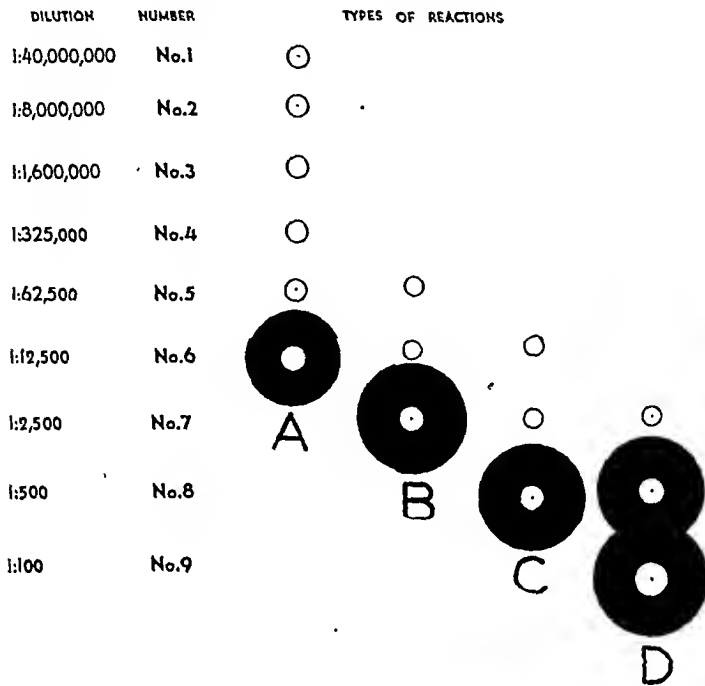 DILUTION NUMBER TYPES OF REACTIONS
1:40,000,000 No.1
1:8,000,000 No.2
1:1,600,000 No.3
1:325,000 No.4
1:62,500 No.5
1:12,500 No.6
1:2,500 No.7
A
1:500 No.8
B
1:100 No.9
C
D